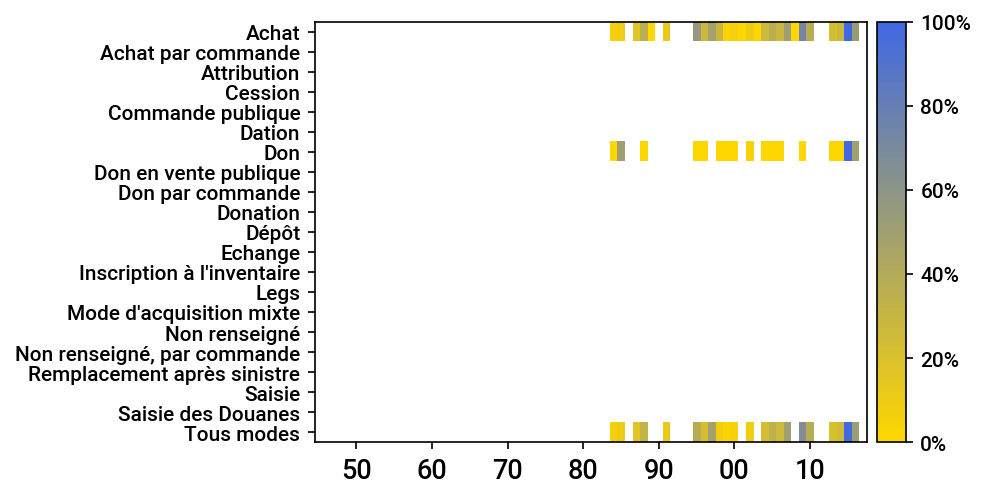 Achat
Achat par commande
Attribution
Cession
Commande publique
Dation
Don
Don en vente publique
Don par commande
Donation
Dépôt
Echange
Inscription à l'inventaire
Legs
Mode d'acquisition mixte
Non renseigné
Non renseigné, par commande
Remplacement après sinistre
Saisie
Saisie des Douanes
Tous modes
50 60 70 80 90 00 10
100%
80%
60%
40%
20%
0%